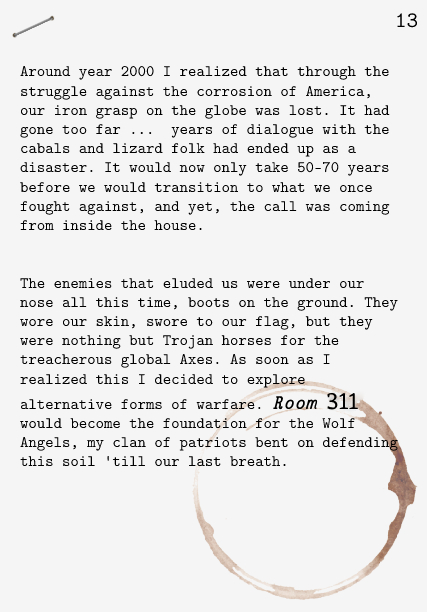 13
Around year 2000 I realized that through the
struggle against the corrosion of America,
our iron grasp on the globe was lost. It had
gone too far ...  years of dialogue with the
cabals and lizard folk had ended up as a
disaster. It would now only take 50-70 years
before we would transition to what we once
fought against, and yet, the call was coming
from inside the house.
The enemies that eluded us were under our
nose all this time, boots on the ground. They
wore our skin, swore to our flag, but they
were nothing but Trojan horses for the
treacherous global Axes. As soon as I
realized this I decided to explore
alternative forms of warfare. Room 311
would become the foundation for the Wolf
Angels, my clan of patriots bent on defending
this soil 'till our last breath.